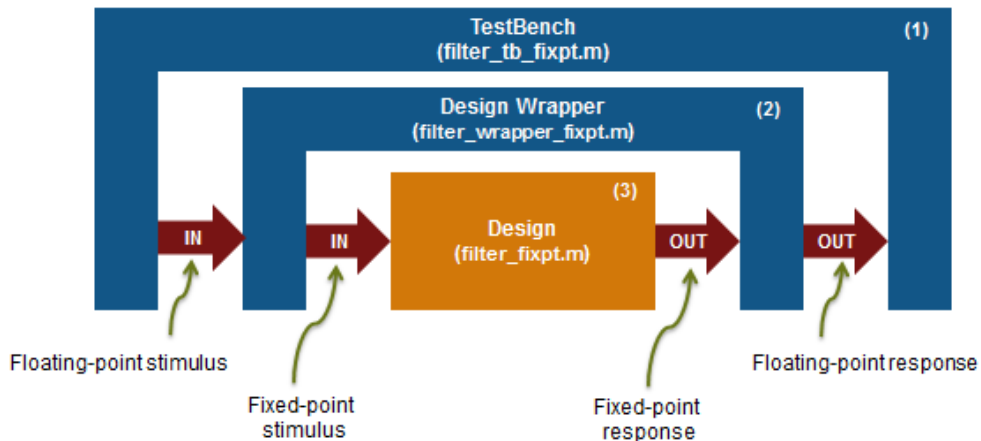 TestBench
(filter_tb_fixpt.m)
(1)
Design Wrapper
(filter_wrapper_fixpt.m)
(2)
(3)
Design
(filter_fixpt.m)
IN
IN
OUT
OUT
Floating-point stimulus
Fixed-point
stimulus
Fixed-point
response
Floating-point response